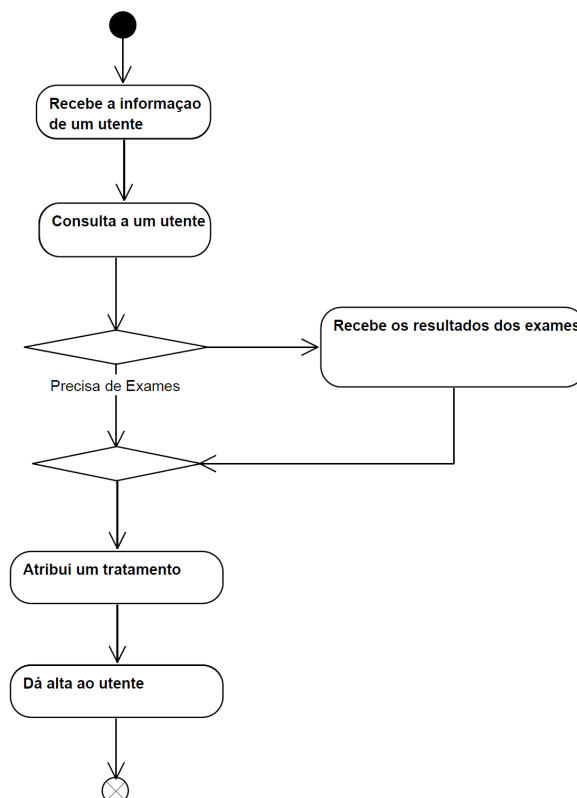 Recebe a informaçao
de um utente
Consulta a um utente
Recebe os resultados dos exames
Precisa de Exames
Atribui um tratamento
Dá alta ao utente